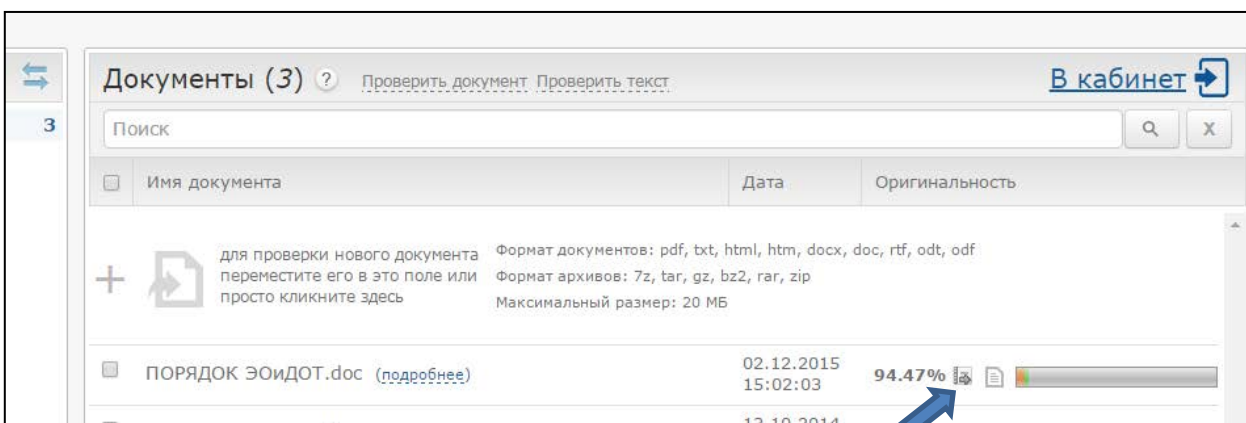 Документы (3) ? Проверить документ Проверить текст В кабинет
3
Поиск X
Имя документа Дата Оригинальность
для проверки нового документа
переместите его в это поле или
просто кликните здесь
Формат документов: pdf, txt, html, htm, docx, doc, rtf, odt, odf
Формат архивов: 7z, tar, gz, bz2, rar, zip
Максимальный размер: 20 МБ
ПОРЯДОК ЭОиДОТ.doc (подробнее) 02.12.2015 94.47%
15:02:03